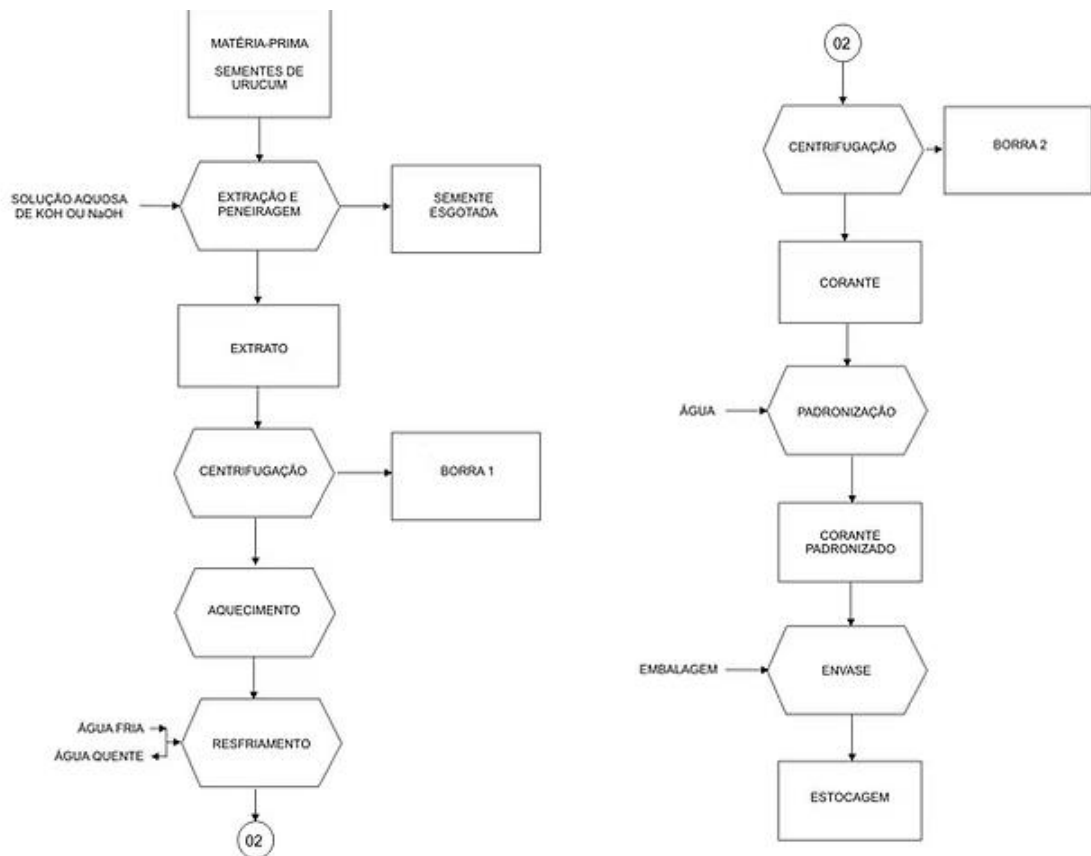 MATÉRIA-PRIMA
SEMENTES DE
URUCUM
SOLUÇÃO AQUOSA
DE KOH OU NaOH
EXTRAÇÃO E
PENEIRAGEM
SEMENTE
ESGOTADA
EXTRATO
CENTRIFUGAÇÃO
BORRA 1
AQUECIMENTO
ÁGUA FRIA
ÁGUA QUENTE
RESFRIAMENTO
02
02
CENTRIFUGAÇÃO
BORRA 2
CORANTE
ÁGUA
PADRONIZAÇÃO
CORANTE
PADRONIZADO
EMBALAGEM
ENVASE
ESTOCAGEM